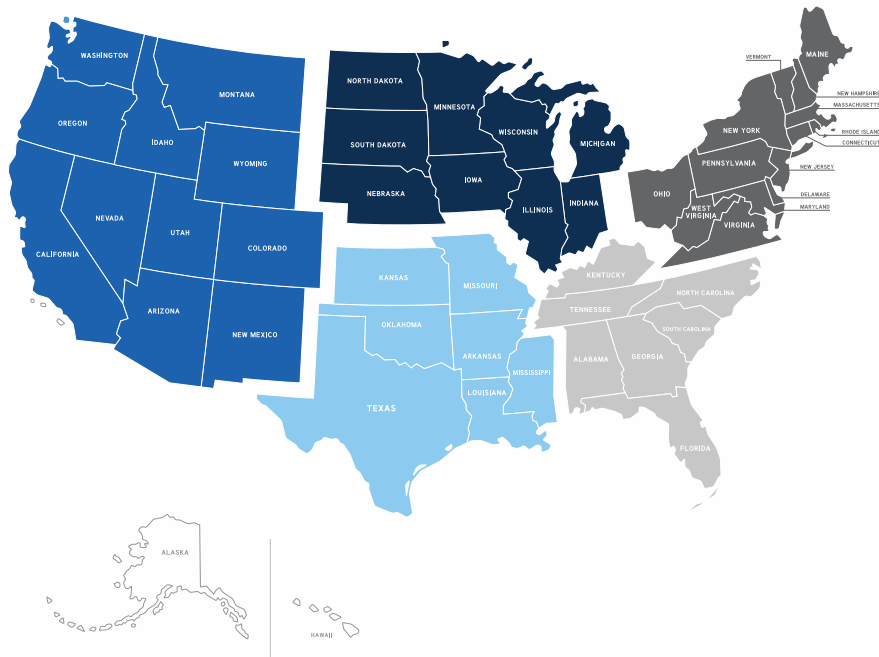 MAINE
VERMONT
WASHINGTON
NORTH DAKOTA
MONTANA
NEW HAMPSHIRE
MINNESOTA
MASSACHUSETTS
OREGON
WISCONSIN
NEW YORK
RHODE ISLAND
IDAHO
SOUTH DAKOTA
MICHIGAN
CONNECTICUT
WYOMING
PENNSYLVANIA
NEW JERSEY
IOWA
NEBRASKA
OHIO
DELAWARE
INDIANA
ILLINOIS
WEST
VIRGINIA
MARYLAND
NEVADA
VIRGINIA
UTAH
COLORADO
CALIFORNIA
KENTUCKY
KANSAS
MISSOURI
NORTH CAROLINA
ARIZONA
TENNESSEE
OKLAHOMA
SOUTH CAROLINA
NEW MEXICO
ARKANSAS
ALABAMA
GEORGIA
MISSISSIPPI
LOUISIANA
TEXAS
FLORIDA
ALASKA
HAWAII